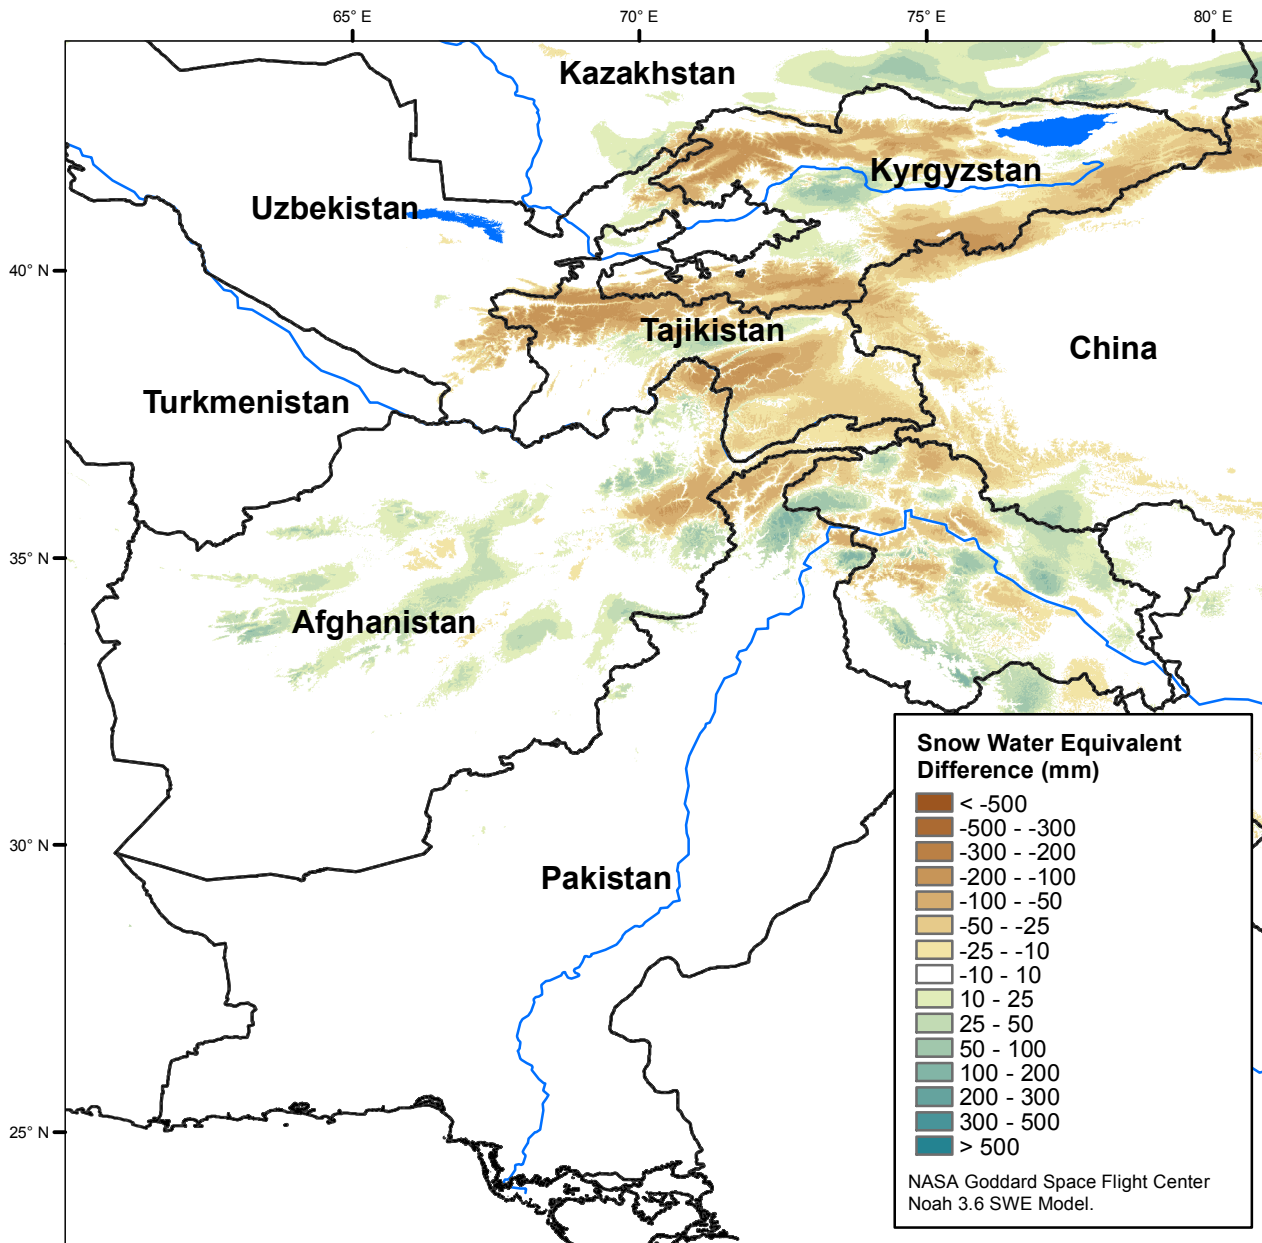 65° E 70° E 75° E 80° E
Kazakhstan
Kyrgyzstan
Uzbekistan
40° N
Tajikistan
China
Turkmenistan
35° N
Afghanistan
Snow Water Equivalent
Difference (mm)
< -500
-500 - -300
-300 - -200
-200 - -100
-100 - -50
-50 - -25
-25 - -10
-10 - 10
10 - 25
25 - 50
50 - 100
100 - 200
200 - 300
300 - 500
> 500
NASA Goddard Space Flight Center
Noah 3.6 SWE Model.
30° N
Pakistan
25° N